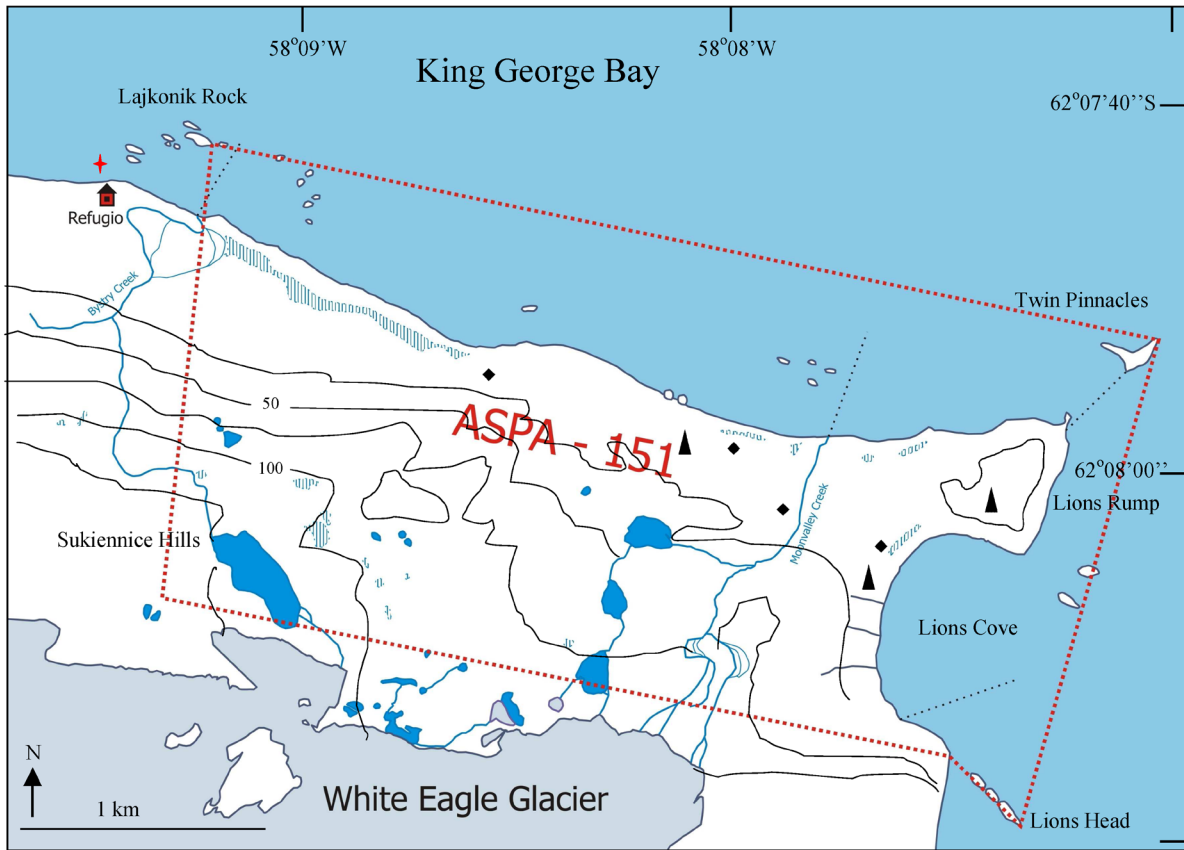 58°09’W
58°08’W
King George Bay
Lajkonik Rock
62°07’40’’S
Refugio
Bystry Creek
Twin Pinnacles
50
ASPA - 151
100
62°08’00’’
Lions Rump
Moonvalley Creek
Sukiennice Hills
Lions Cove
N
1 km
White Eagle Glacier
Lions Head